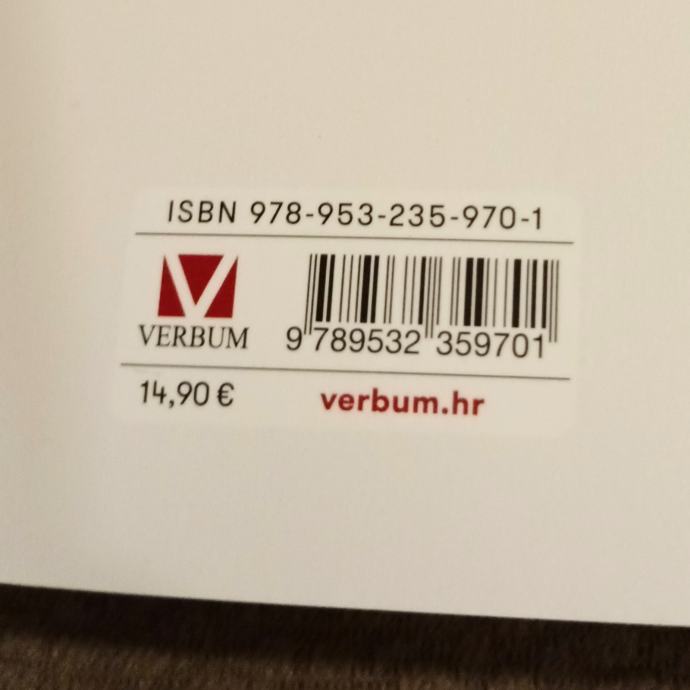 ISBN 978-953-235-970-1
VERBUM
9 789532 359701
14,90 €
verbum.hr